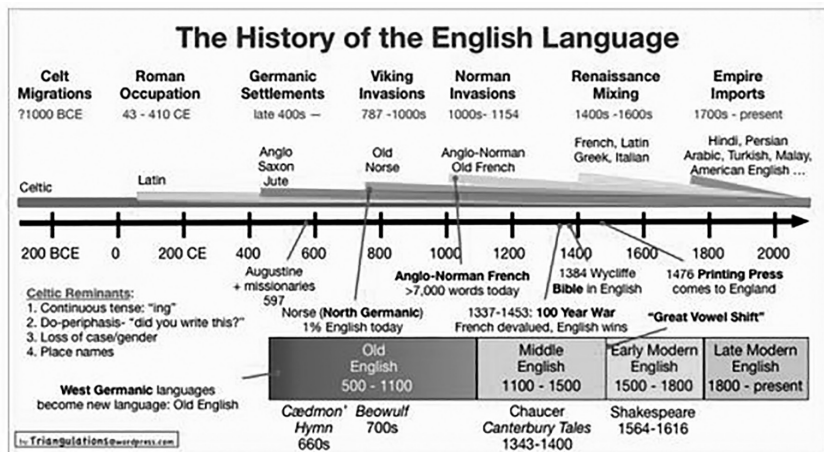 The History of the English Language
Celt
Migrations
?1000 BCE
Roman
Occupation
43 - 410 CE
Germanic
Settlements
late 400s —
Viking
Invasions
787 -1000s
Norman
Invasions
1000s- 1154
Renaissance
Mixing
1400s -1600s
Empire
Imports
1700s - present
Celtic
Latin
Anglo
Saxon
Jute
Old
Norse
Anglo-Norman
Old French
French, Latin
Greek, Italian
Hindi, Persian
Arabic, Turkish, Malay,
American English ...
200 BCE 0 200 CE 400 600 800 1000 1200 1400 1600 1800 2000
Augustine
+ missionaries
597
Norse (North Germanic)
1% English today
Anglo-Norman French
>7,000 words today
1337-1453: 100 Year War
French devalued, English wins
1384 Wycliffe
Bible in English
1476 Printing Press
comes to England
"Great Vowel Shift"
Celtic Reminants:
1. Continuous tense: "ing"
2. Do-periphasis- "did you write this?"
3. Loss of case/gender
4. Place names
West Germanic languages
become new language: Old English
Old
English
500 - 1100
Middle
English
1100 - 1500
Early Modern
English
1500 - 1800
Late Modern
English
1800 - present
Cædmon'
Hymn
660s
Beowulf
700s
Chaucer
Canterbury Tales
1343-1400
Shakespeare
1564-1616
by Triangulations@wordpress.com